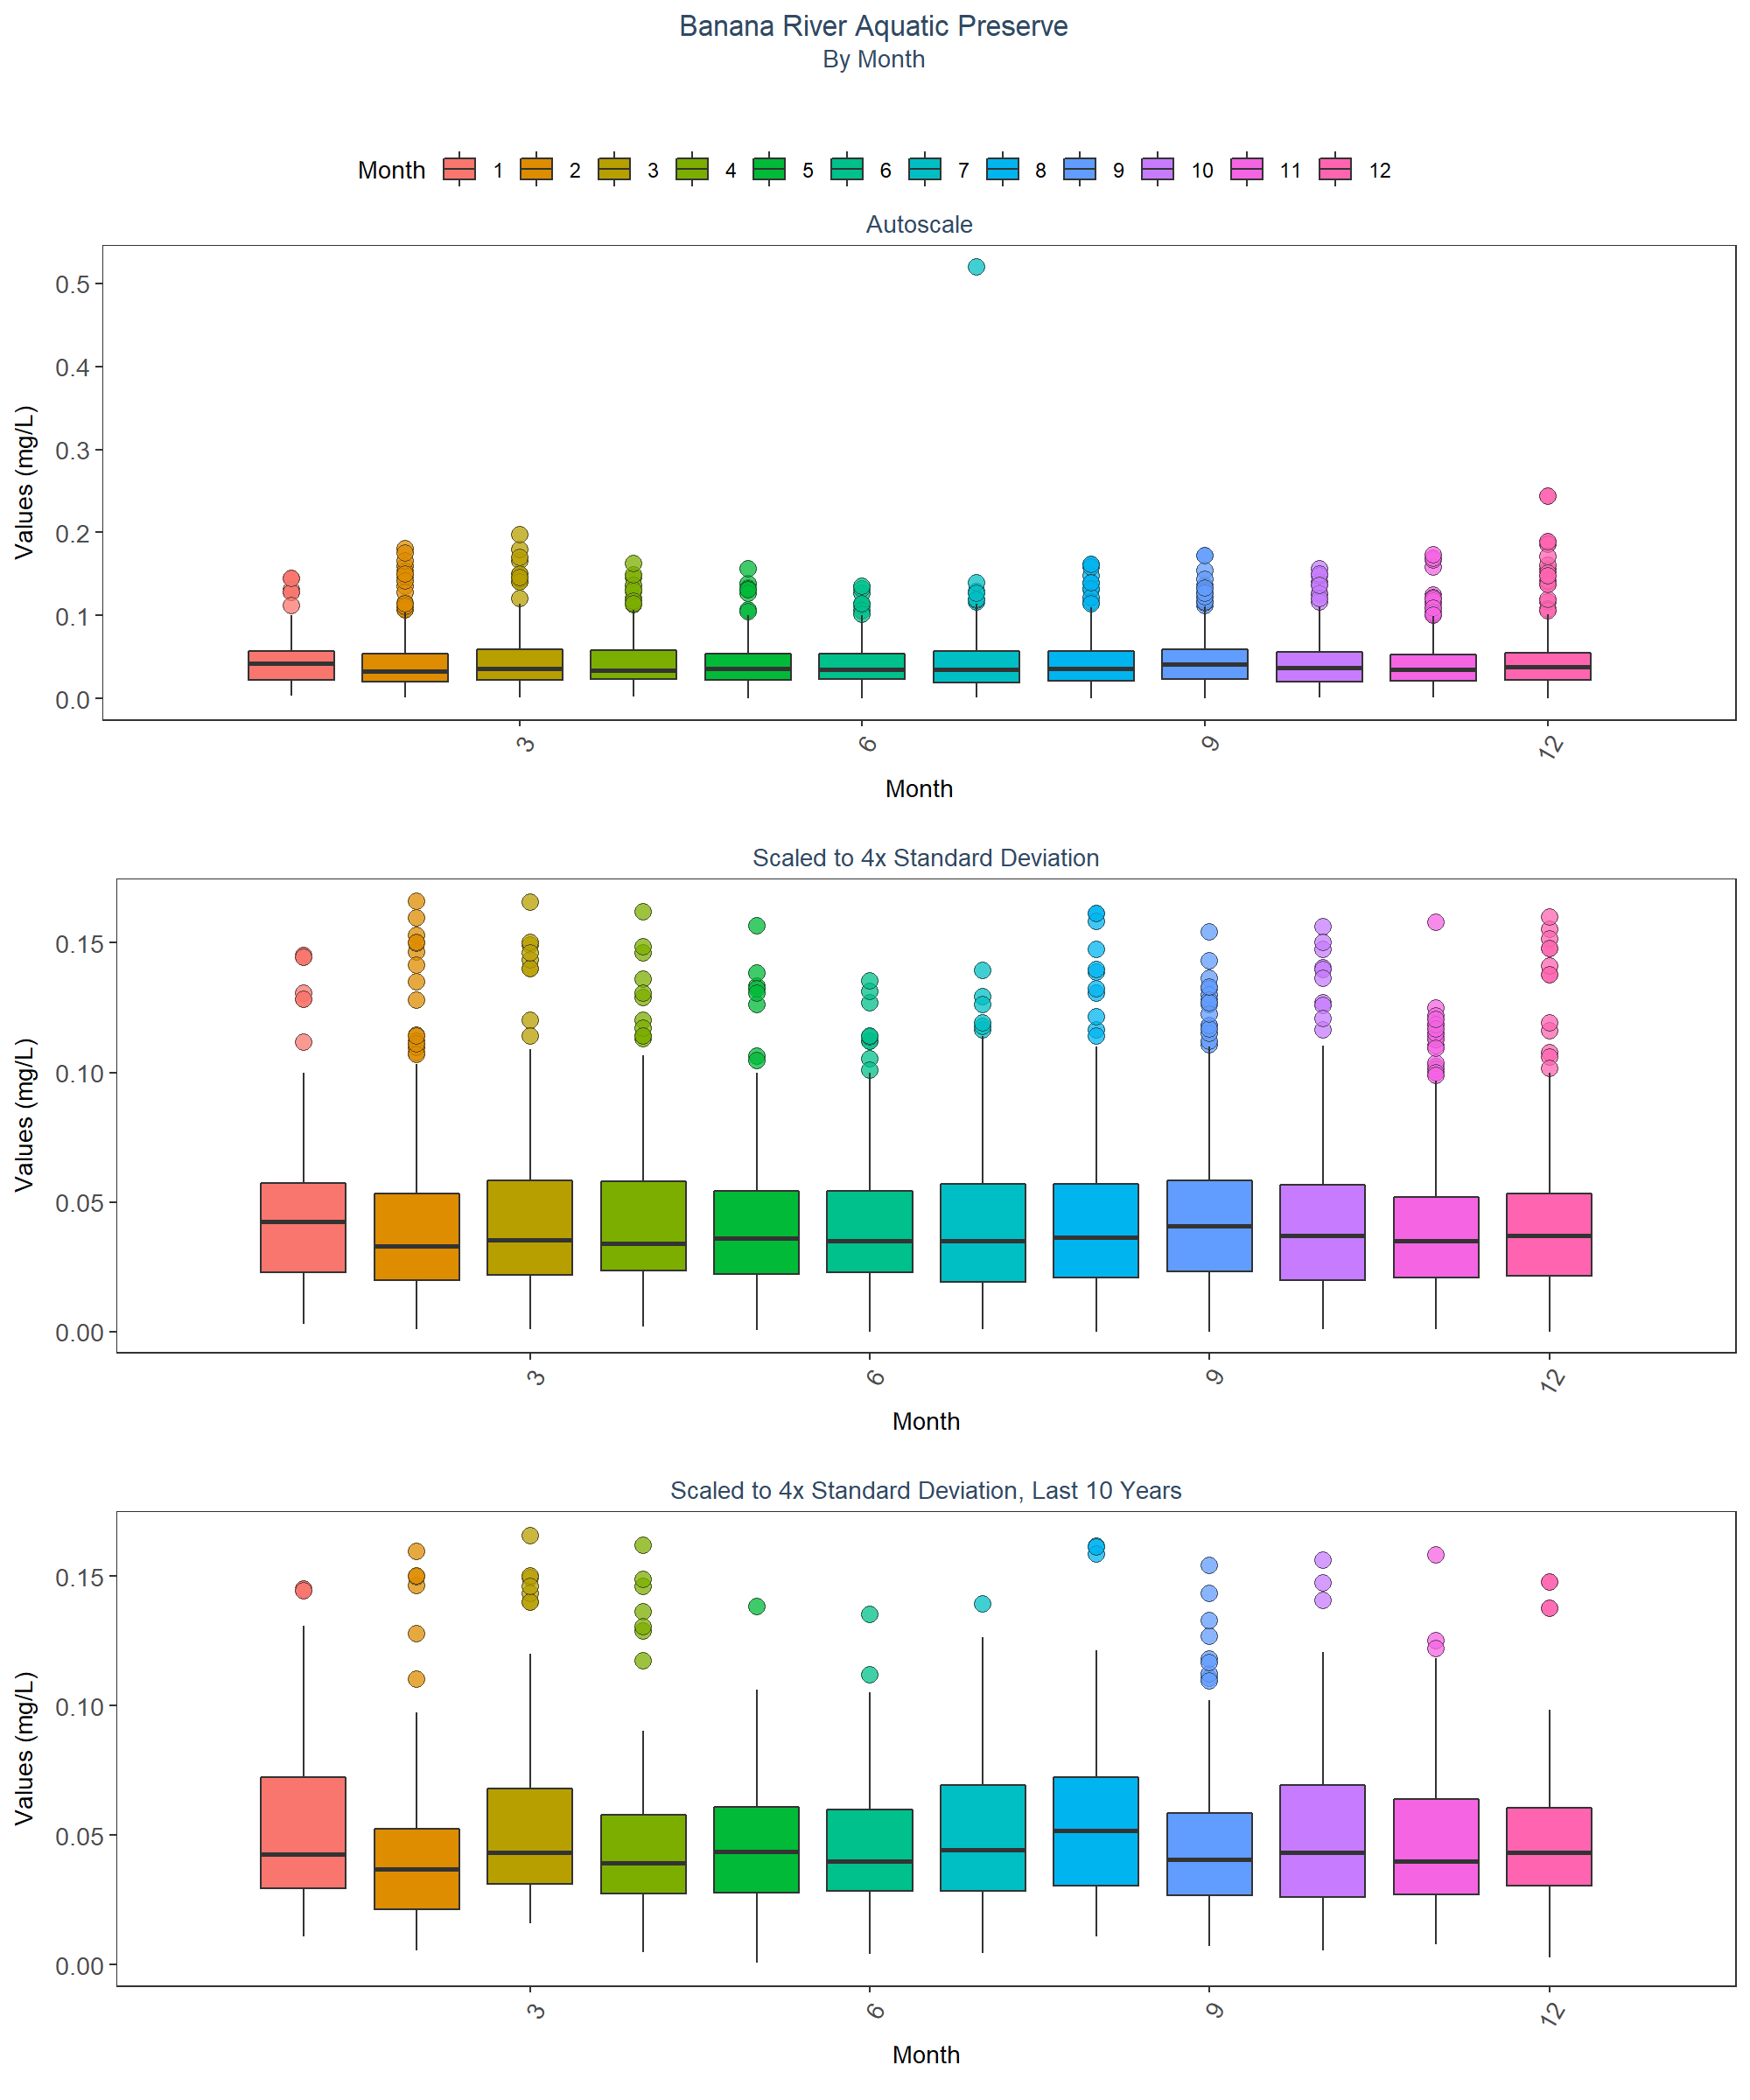 Banana River Aquatic Preserve
By Month
Month 1 2 3 4 5 6 7 8 9 10 11 12
Autoscale
0.5
0.4
0.3
0.2
0.1
0.0
Values (mg/L)
3 6 9 12
Month
Scaled to 4x Standard Deviation
0.15
0.10
0.05
0.00
Values (mg/L)
3 6 9 12
Month
Scaled to 4x Standard Deviation, Last 10 Years
0.15
0.10
0.05
0.00
Values (mg/L)
3 6 9 12
Month